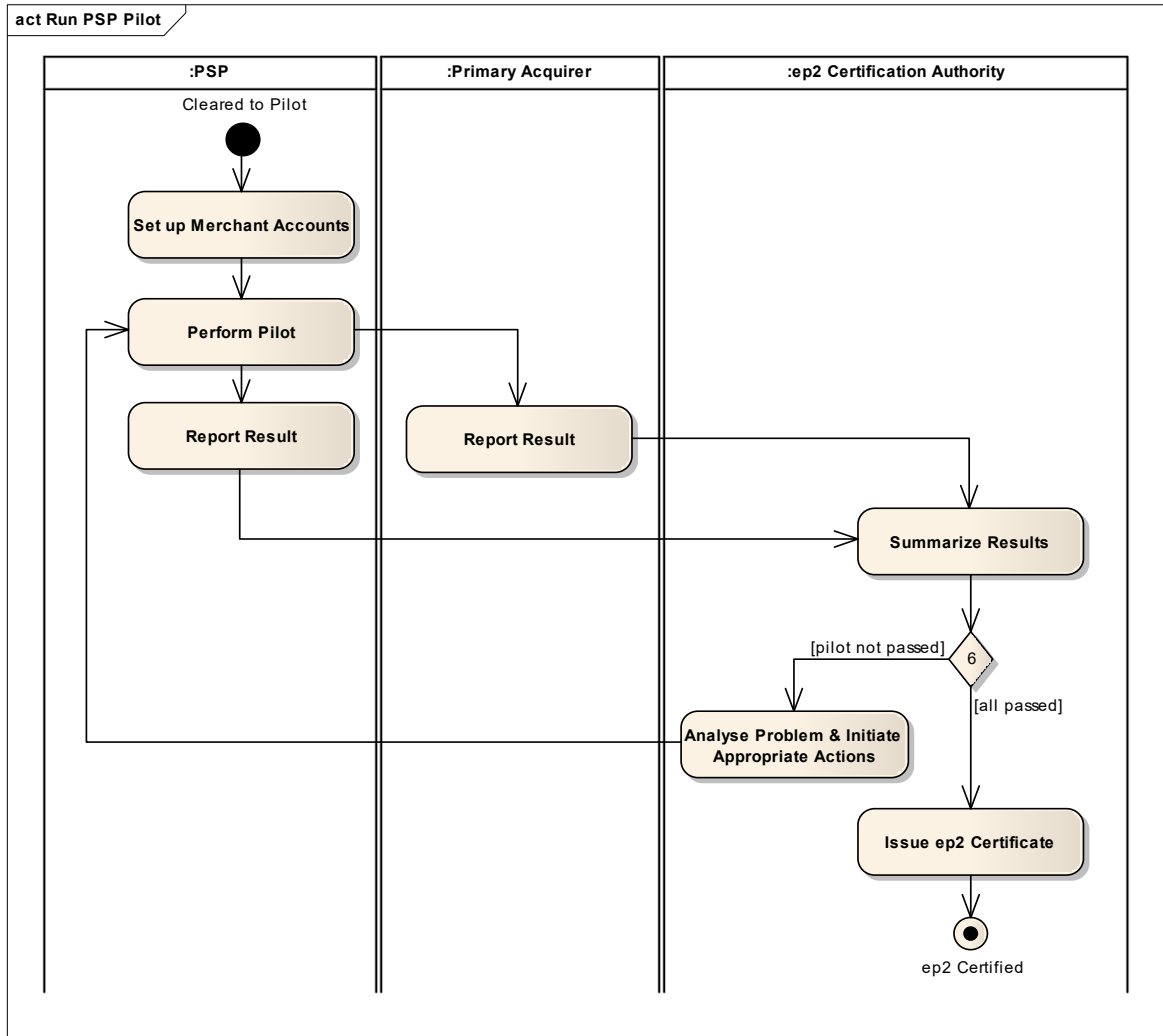 act Run PSP Pilot
:PSP
:Primary Acquirer
:ep2 Certification Authority
Cleared to Pilot
Set up Merchant Accounts
Perform Pilot
Report Result
Report Result
Summarize Results
[pilot not passed]
6
[all passed]
Analyse Problem & Initiate
Appropriate Actions
Issue ep2 Certificate
ep2 Certified